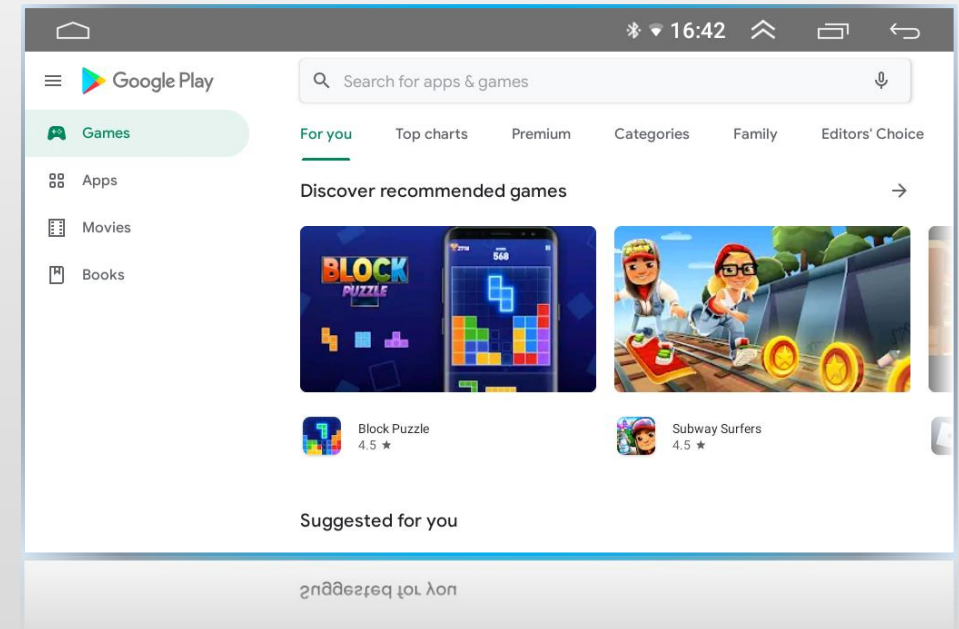 16:42
Google Play
Search for apps & games
Games
Apps
Movies
Books
For you
Top charts
Premium
Categories
Family
Editors' Choice
Discover recommended games
BLOCK
PUZZLE
568
Block Puzzle
4.5 ★
Subway Surfers
4.5 ★
Suggested for you
Suggested for you